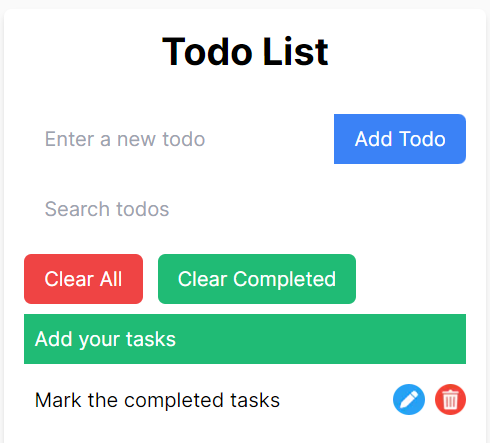 Todo List
Enter a new todo
Add Todo
Search todos
Clear All
Clear Completed
Add your tasks
Mark the completed tasks